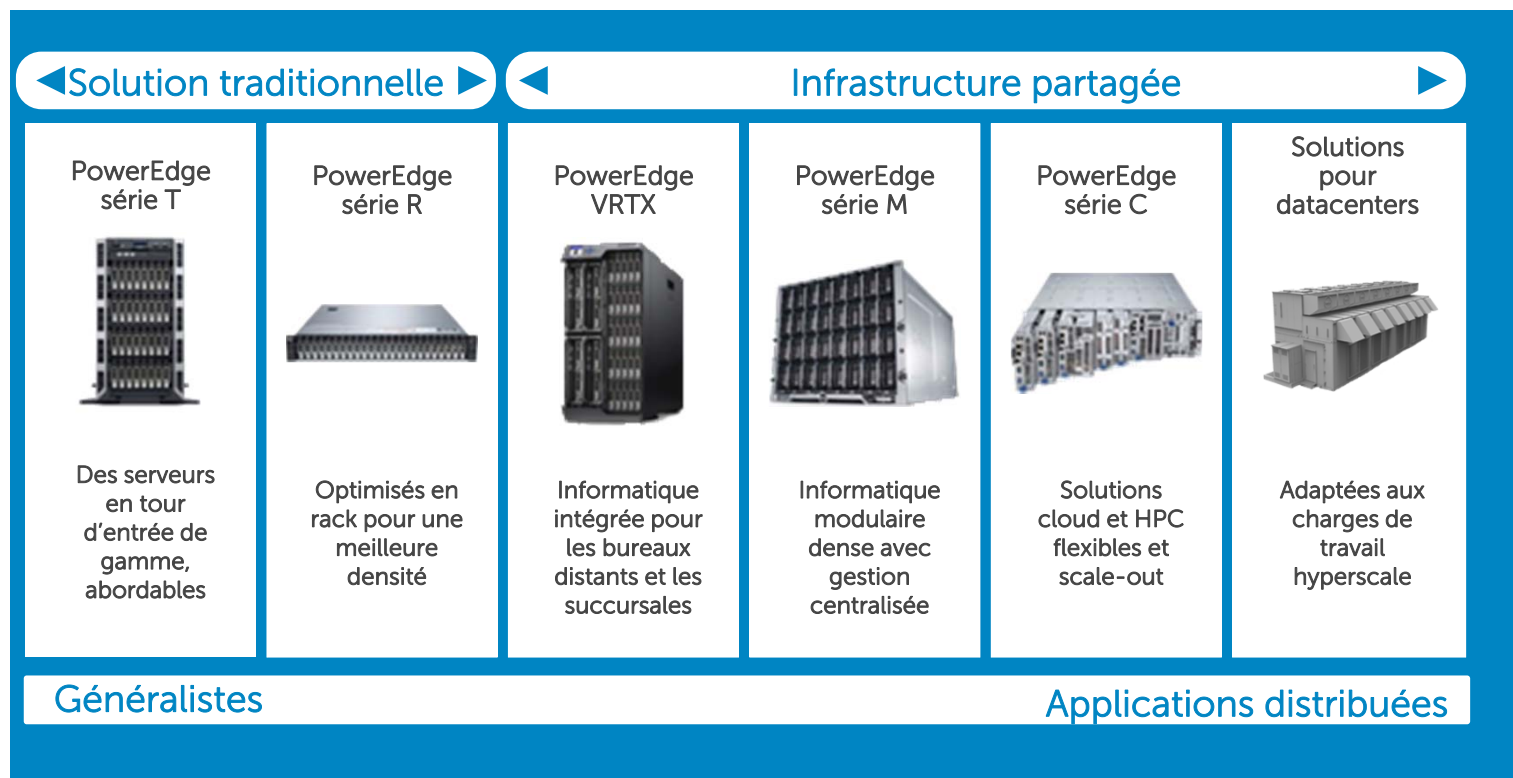 Solution traditionnelle
Infrastructure partagée
PowerEdge
série T
Des serveurs
en tour
d’entrée de
gamme,
abordables
PowerEdge
série R
Optimisés en
rack pour une
meilleure
densité
PowerEdge
VRTX
Informatique
intégrée pour
les bureaux
distants et les
succursales
PowerEdge
série M
Informatique
modulaire
dense avec
gestion
centralisée
PowerEdge
série C
Solutions
cloud et HPC
flexibles et
scale-out
Solutions
pour
datacenters
Adaptées aux
charges de
travail
hyperscale
Généralistes
Applications distribuées